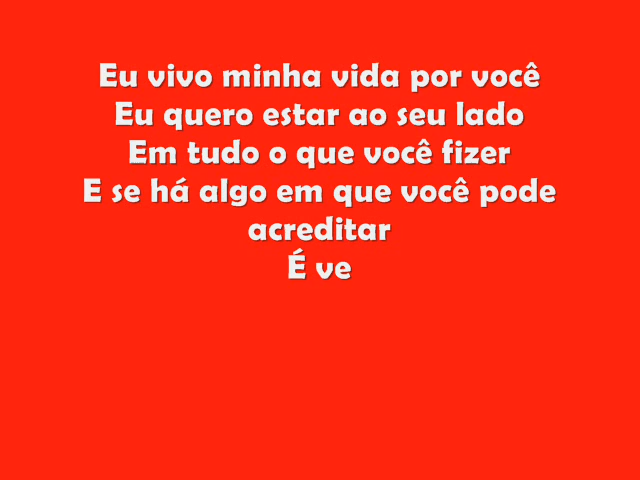 Eu vivo minha vida por você
Eu quero estar ao seu lado
Em tudo o que você fizer
E se há algo em que você pode
acreditar
É ve